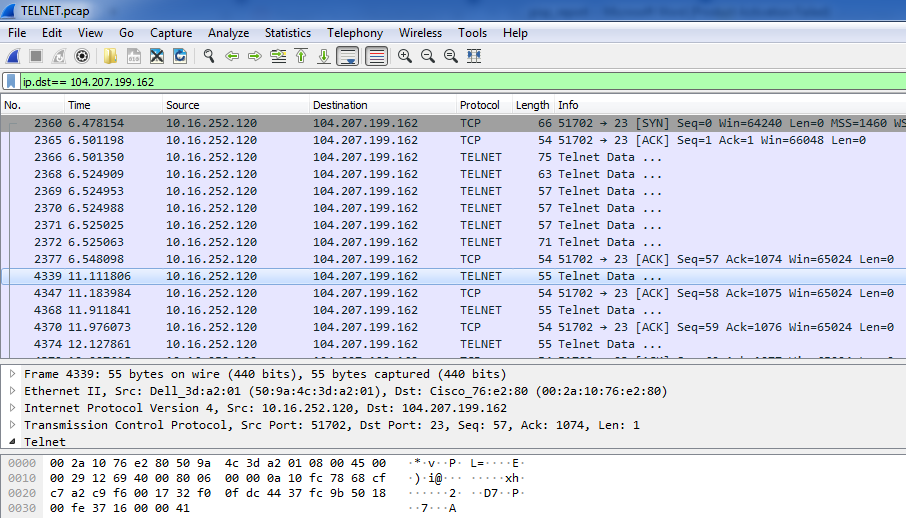 TELNET.pcap
File Edit View Go Capture Analyze Statistics Telephony Wireless Tools Help
ip.dst== 104.207.199.162
No. Time Source Destination Protocol Length Info
2360 6.478154 10.16.252.120 104.207.199.162 TCP 66 51702 → 23 [SYN] Seq=0 Win=64240 Len=0 MSS=1460 WS
2365 6.501198 10.16.252.120 104.207.199.162 TCP 54 51702 → 23 [ACK] Seq=1 Ack=1 Win=66048 Len=0
2366 6.501350 10.16.252.120 104.207.199.162 TELNET 75 Telnet Data ...
2368 6.524909 10.16.252.120 104.207.199.162 TELNET 63 Telnet Data ...
2369 6.524953 10.16.252.120 104.207.199.162 TELNET 57 Telnet Data ...
2370 6.524988 10.16.252.120 104.207.199.162 TELNET 57 Telnet Data ...
2371 6.525025 10.16.252.120 104.207.199.162 TELNET 57 Telnet Data ...
2372 6.525063 10.16.252.120 104.207.199.162 TELNET 71 Telnet Data ...
2377 6.548098 10.16.252.120 104.207.199.162 TCP 54 51702 → 23 [ACK] Seq=57 Ack=1074 Win=65024 Len=0
4339 11.111806 10.16.252.120 104.207.199.162 TELNET 55 Telnet Data ...
4347 11.183984 10.16.252.120 104.207.199.162 TCP 54 51702 → 23 [ACK] Seq=58 Ack=1075 Win=65024 Len=0
4368 11.911841 10.16.252.120 104.207.199.162 TELNET 55 Telnet Data ...
4370 11.976073 10.16.252.120 104.207.199.162 TCP 54 51702 → 23 [ACK] Seq=59 Ack=1076 Win=65024 Len=0
4374 12.127861 10.16.252.120 104.207.199.162 TELNET 55 Telnet Data ...
Frame 4339: 55 bytes on wire (440 bits), 55 bytes captured (440 bits)
Ethernet II, Src: Dell_3d:a2:01 (50:9a:4c:3d:a2:01), Dst: Cisco_76:e2:80 (00:2a:10:76:e2:80)
Internet Protocol Version 4, Src: 10.16.252.120, Dst: 104.207.199.162
Transmission Control Protocol, Src Port: 51702, Dst Port: 23, Seq: 57, Ack: 1074, Len: 1
Telnet
0000 00 2a 10 76 e2 80 50 9a 4c 3d a2 01 08 00 45 00 ·*·v··P· L=····E·
0010 00 29 12 69 40 00 80 06 00 00 0a 10 fc 78 68 cf ·)·i@··· ·····xh·
0020 c7 a2 c9 f6 00 17 32 f0 0f dc 44 37 fc 9b 50 18 ······2· ··D7··P·
0030 00 fe 37 16 00 00 41 ··7···A